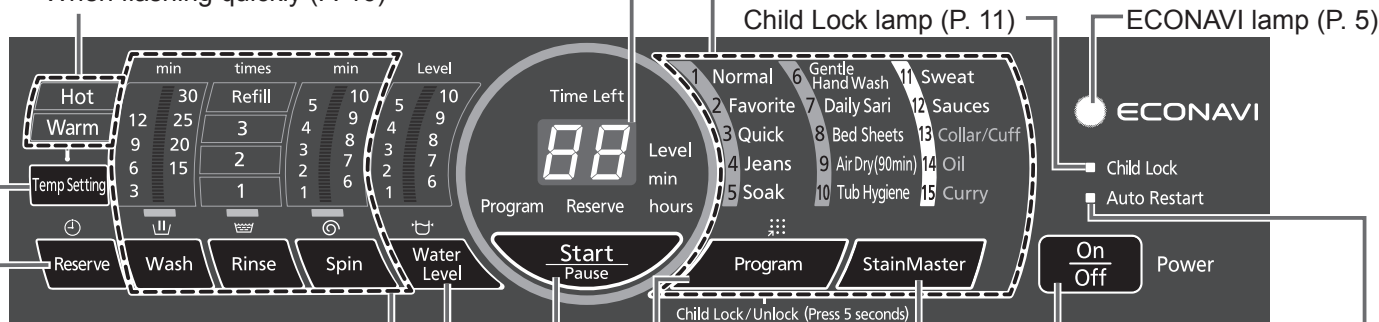 When flashing quickly (P. 10)
Child Lock lamp (P. 11)
ECONAVI lamp (P. 5)
min times min Level
Hot
Warm
Temp Setting
30
12 25
9 20
6 15
3
Refill
3
2
1
10
5 9
4 8
3 7
2 6
1
10
5 9
4 8
3 7
2 6
1
Time Left
88
Level
min
hours
Program Reserve
Start
Pause
1 Normal
2 Favorite
3 Quick
4 Jeans
5 Soak
6 Gentle
Hand Wash
7 Daily Sari
8 Bed Sheets
9 Air Dry(90min)
10 Tub Hygiene
11 Sweat
12 Sauces
13 Collar/Cuff
14 Oil
15 Curry
ECONAVI
Child Lock
Auto Restart
Reserve
Wash
Rinse
Spin
Water
Level
Program
StainMaster
On
Off
Power
Child Lock/Unlock (Press 5 seconds)